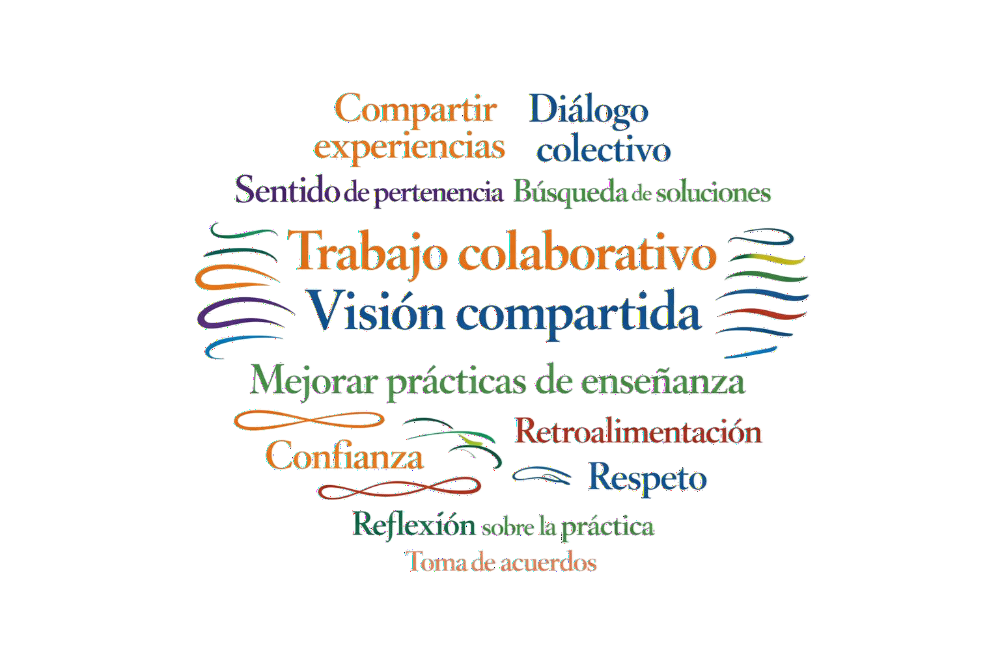 Compartir
experiencias
Diálogo
colectivo
Sentido de pertenencia
Búsqueda de soluciones
Trabajo colaborativo
Visión compartida
Mejorar prácticas de enseñanza
Confianza
Retroalimentación
Respeto
Reflexíón sobre la práctica
Toma de acuerdos